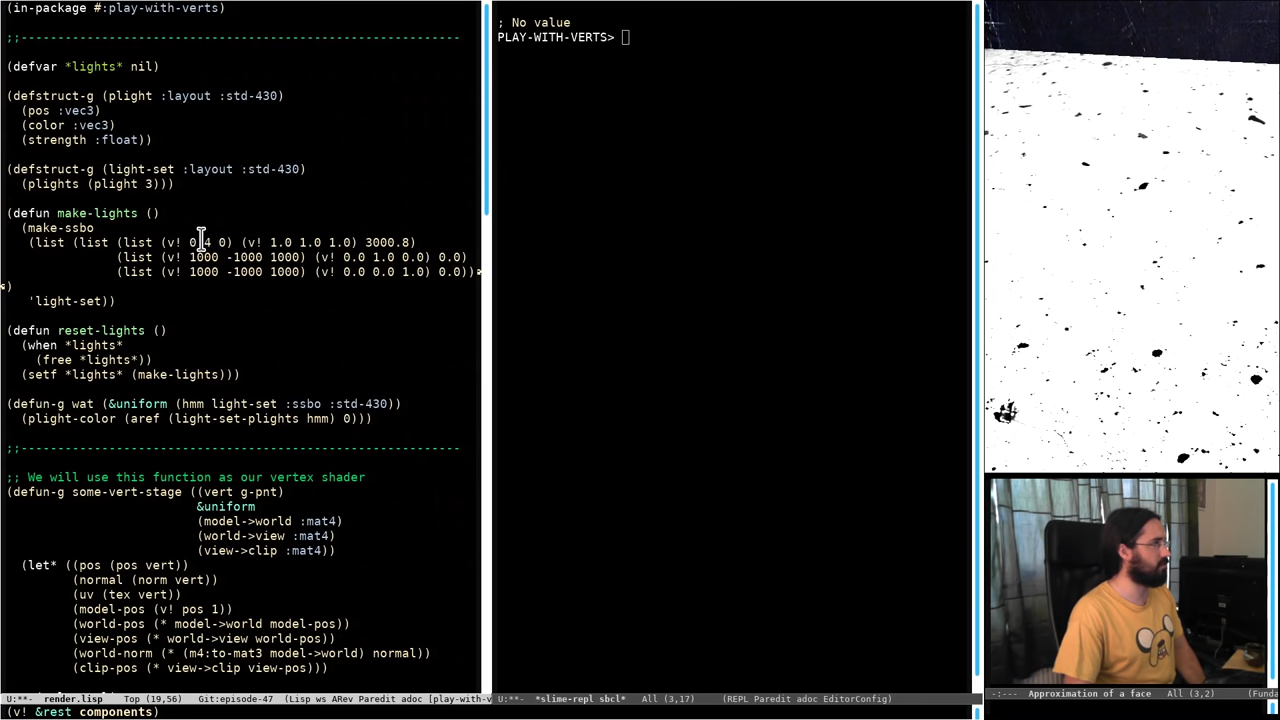 (in-package #:play-with-verts)
;;------------------------------------------------------------
(defvar *lights* nil)
(defstruct-g (plight :layout :std-430)
  (pos :vec3)
  (color :vec3)
  (strength :float))
(defstruct-g (light-set :layout :std-430)
  (plights (plight 3)))
(defun make-lights ()
  (make-ssbo
   (list (list (list (v! 0 4 0) (v! 1.0 1.0 1.0) 3000.8)
               (list (v! 1000 -1000 1000) (v! 0.0 1.0 0.0) 0.0)
               (list (v! 1000 -1000 1000) (v! 0.0 0.0 1.0) 0.0))
)
   'light-set))
(defun reset-lights ()
  (when *lights*
    (free *lights*))
  (setf *lights* (make-lights)))
(defun-g wat (&uniform (hmm light-set :ssbo :std-430))
  (plight-color (aref (light-set-plights hmm) 0)))
;;------------------------------------------------------------
;; We will use this function as our vertex shader
(defun-g some-vert-stage ((vert g-pnt)
                          &uniform
                          (model->world :mat4)
                          (world->view :mat4)
                          (view->clip :mat4))
  (let* ((pos (pos vert))
         (normal (norm vert))
         (uv (tex vert))
         (model-pos (v! pos 1))
         (world-pos (* model->world model-pos))
         (view-pos (* world->view world-pos))
         (world-norm (* (m4:to-mat3 model->world) normal))
         (clip-pos (* view->clip view-pos)))
U:**-  render.lisp    Top (19,56)    Git:episode-47  (Lisp ws ARev Paredit adoc [play-with-v
(v! &rest components)
; No value
PLAY-WITH-VERTS>
U:**-  *slime-repl sbcl*    All (3,17)    (REPL Paredit adoc EditorConfig)
-:---  Approximation of a face    All (3,2)    (Funda